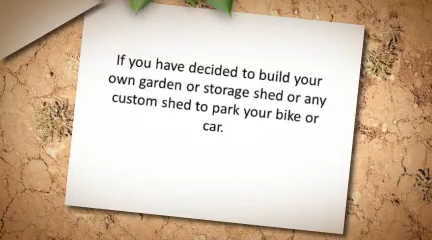 If you have decided to build your
own garden or storage shed or any
custom shed to park your bike or
car.